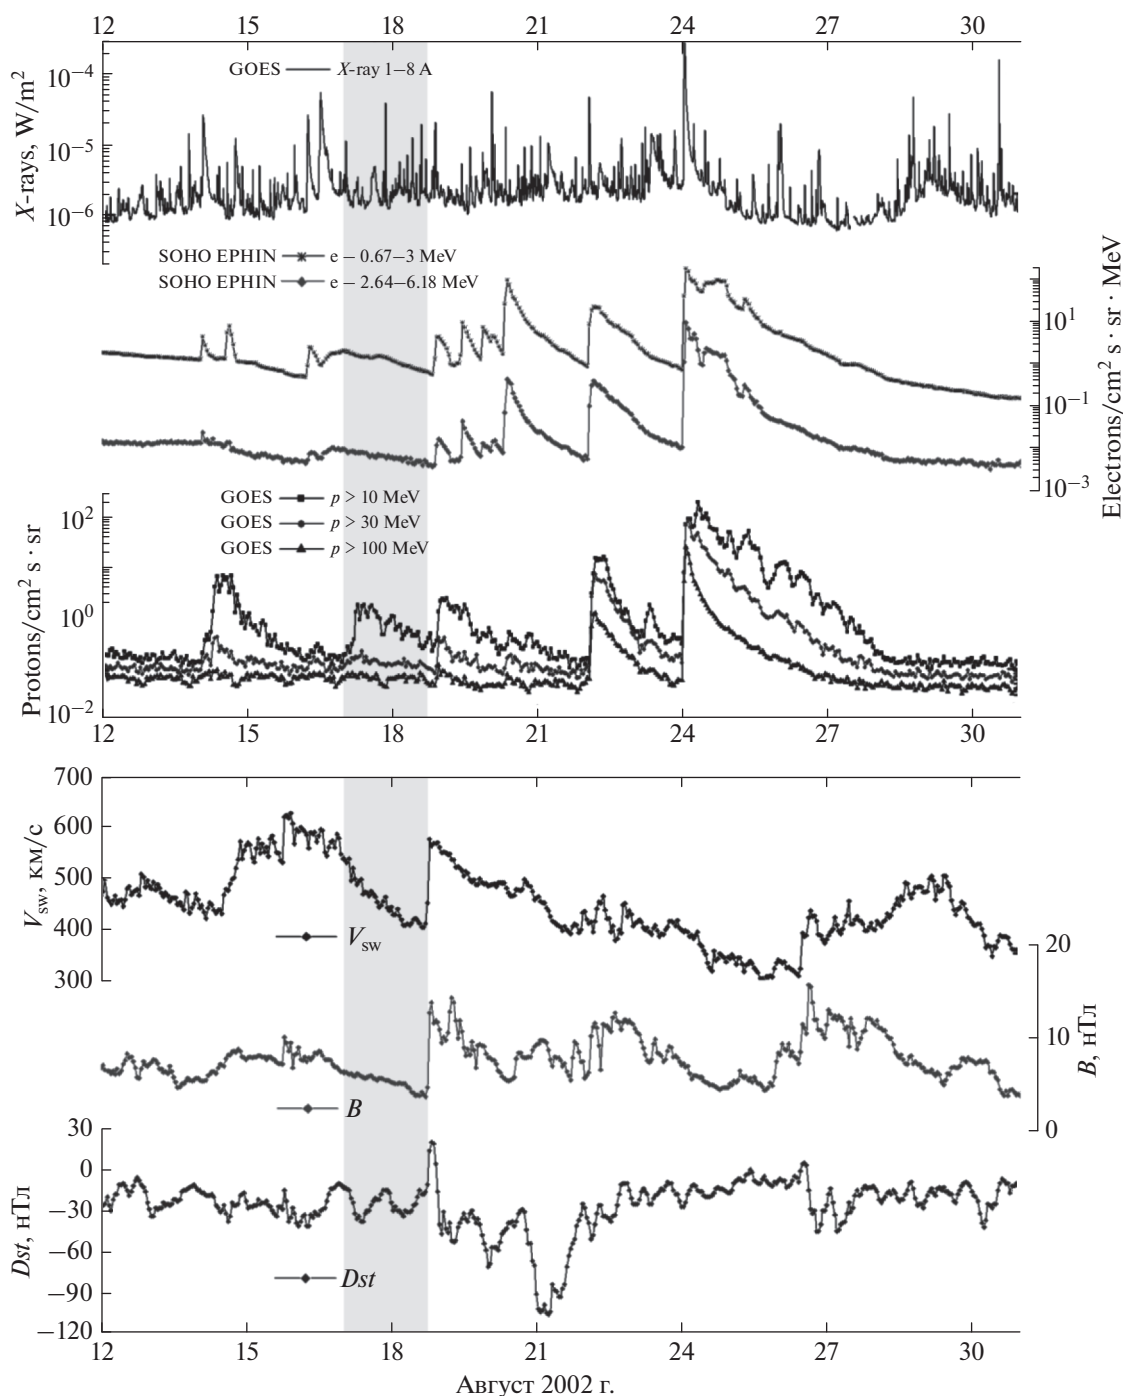 12 15 18 21 24 27 30
GOES X-ray 1–8 A
X-rays, W/m²
10⁻⁴
10⁻⁵
10⁻⁶
SOHO EPHIN e – 0.67–3 MeV
SOHO EPHIN e – 2.64–6.18 MeV
10¹
10⁻¹
10⁻³
Electrons/cm² s · sr · MeV
GOES p > 10 MeV
GOES p > 30 MeV
GOES p > 100 MeV
Protons/cm² s · sr
10²
10⁰
10⁻²
12 15 18 21 24 27 30
V_sw, км/с
700
600
500
400
300
V_sw
20
10
0
B, нТл
B
Dst, нТл
30
0
−30
−60
−90
−120
Dst
12 15 18 21 24 27 30
Август 2002 г.